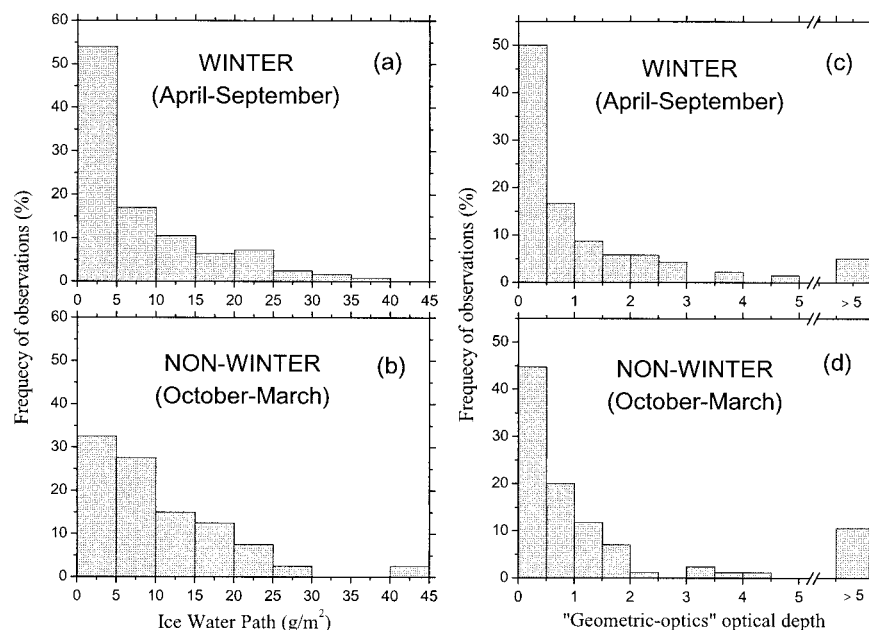 60
50
40
30
20
10
0
WINTER (a)
(April-September)
0 5 10 15 20 25 30 35 40 45
60
50
40
30
20
10
0
NON-WINTER (b)
(October-March)
0 5 10 15 20 25 30 35 40 45
Ice Water Path (g/m²)
Frequecy of observations (%)
50
40
30
20
10
0
WINTER (c)
(April-September)
0 1 2 3 4 5 > 5
50
40
30
20
10
0
NON-WINTER (d)
(October-March)
0 1 2 3 4 5 > 5
"Geometric-optics" optical depth
Frequecy of observations (%)